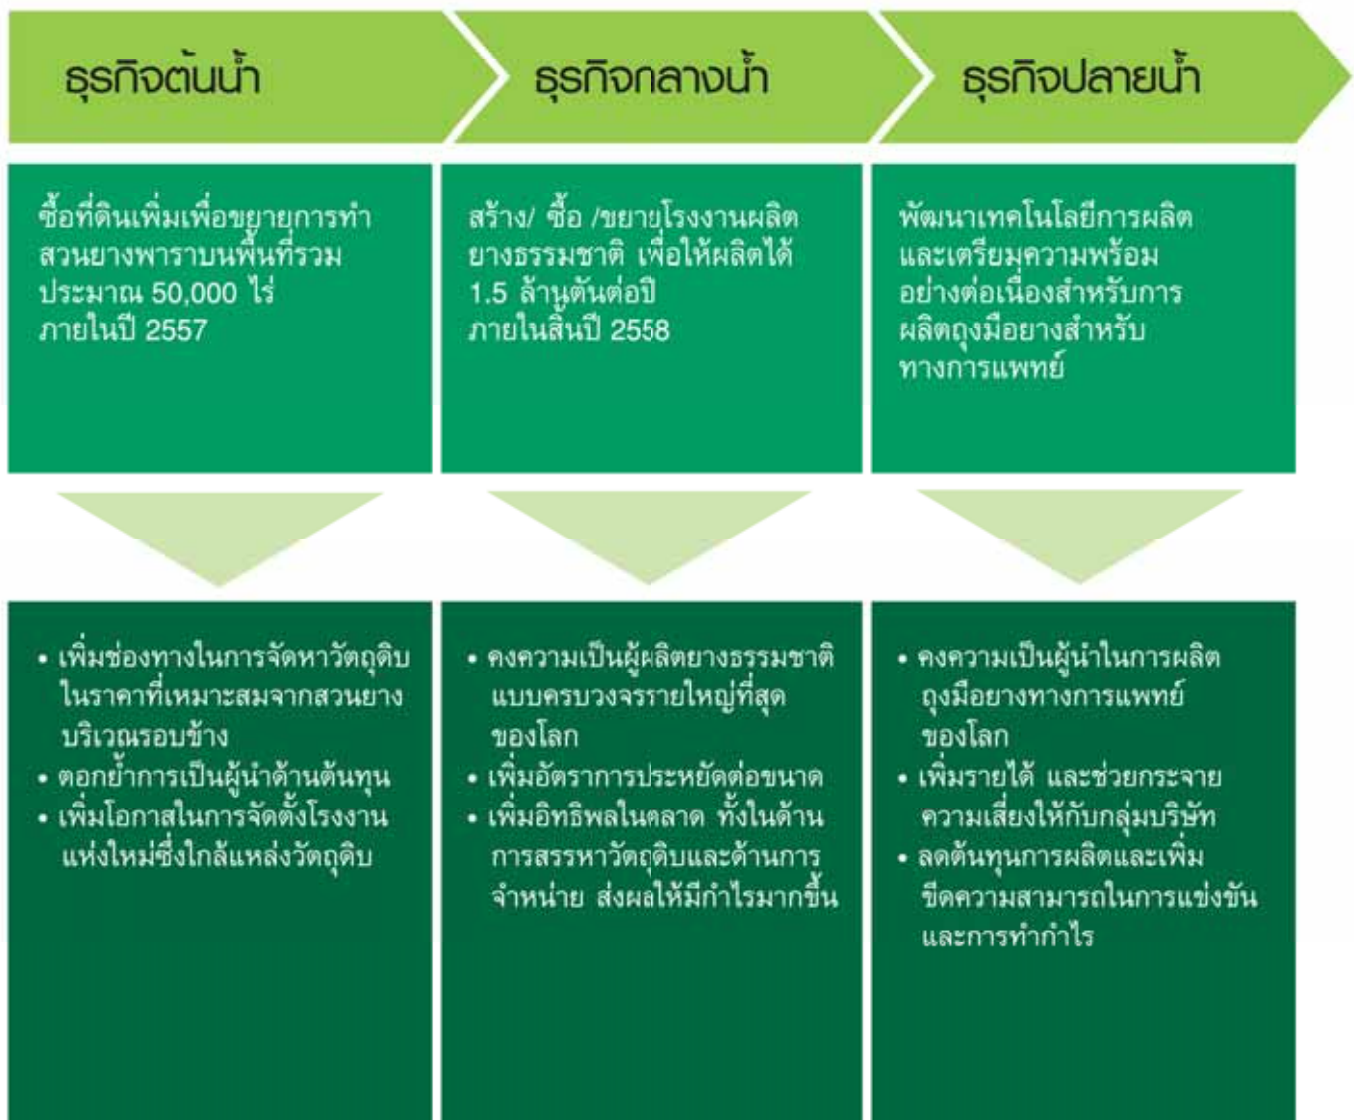 ธุรกิจต้นน้ำ
ธุรกิจกลางน้ำ
ธุรกิจปลายน้ำ
ซื้อที่ดินเพิ่มเพื่อขยายการทำ
สวนยางพาราบนพื้นที่รวม
ประมาณ 50,000 ไร่
ภายในปี 2557
สร้าง/ ซื้อ /ขยายโรงงานผลิต
ยางธรรมชาติ เพื่อให้ผลิตได้
1.5 ล้านตันต่อปี
ภายในสิ้นปี 2558
พัฒนาเทคโนโลยีการผลิต
และเตรียมความพร้อม
อย่างต่อเนื่องสำหรับการ
ผลิตถุงมือยางสำหรับ
ทางการแพทย์
• เพิ่มช่องทางในการจัดหาวัตถุดิบ
ในราคาที่เหมาะสมจากสวนยาง
บริเวณรอบข้าง
• ตอกย้ำการเป็นผู้นำด้านต้นทุน
• เพิ่มโอกาสในการจัดตั้งโรงงาน
แห่งใหม่ซึ่งใกล้แหล่งวัตถุดิบ
• คงความเป็นผู้ผลิตยางธรรมชาติ
แบบครบวงจรรายใหญ่ที่สุด
ของโลก
• เพิ่มอัตราการประหยัดต่อขนาด
• เพิ่มอิทธิพลในตลาด ทั้งในด้าน
การสรรหาวัตถุดิบและด้านการ
จำหน่าย ส่งผลให้มีกำไรมากขึ้น
• คงความเป็นผู้นำในการผลิต
ถุงมือยางทางการแพทย์
ของโลก
• เพิ่มรายได้ และช่วยกระจาย
ความเสี่ยงให้กับกลุ่มบริษัท
• ลดต้นทุนการผลิตและเพิ่ม
ขีดความสามารถในการแข่งขัน
และการทำกำไร